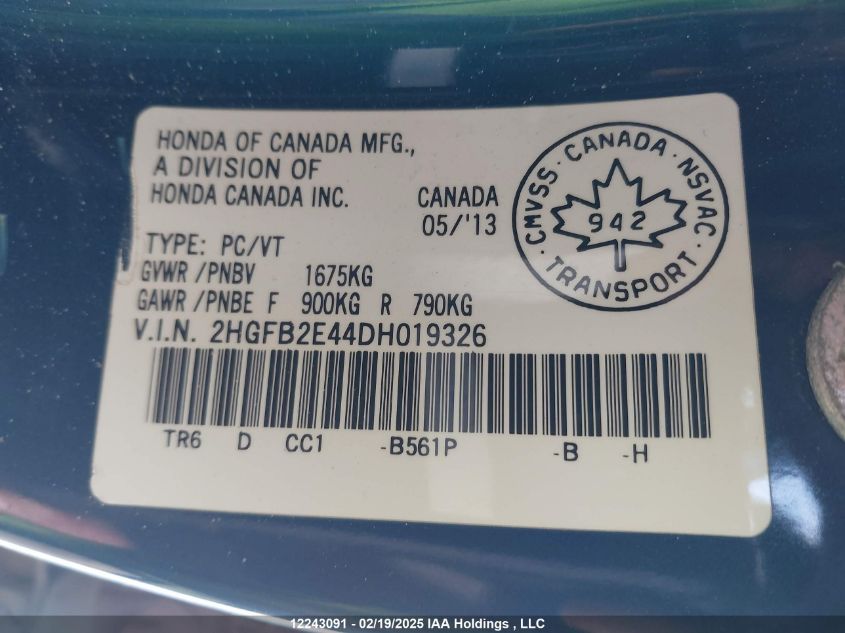 HONDA OF CANADA MFG.,
A DIVISION OF
HONDA CANADA INC.
CANADA
05/'13
CMVSS · CANADA · NSVAC · TRANSPORT ·
942
TYPE: PC/VT
GVWR /PNBV 1675KG
GAWR /PNBE F 900KG R 790KG
V.I.N. 2HGFB2E44DH019326
TR6 D CC1 -B561P -B -H
12243091 - 02/19/2025 IAA Holdings , LLC